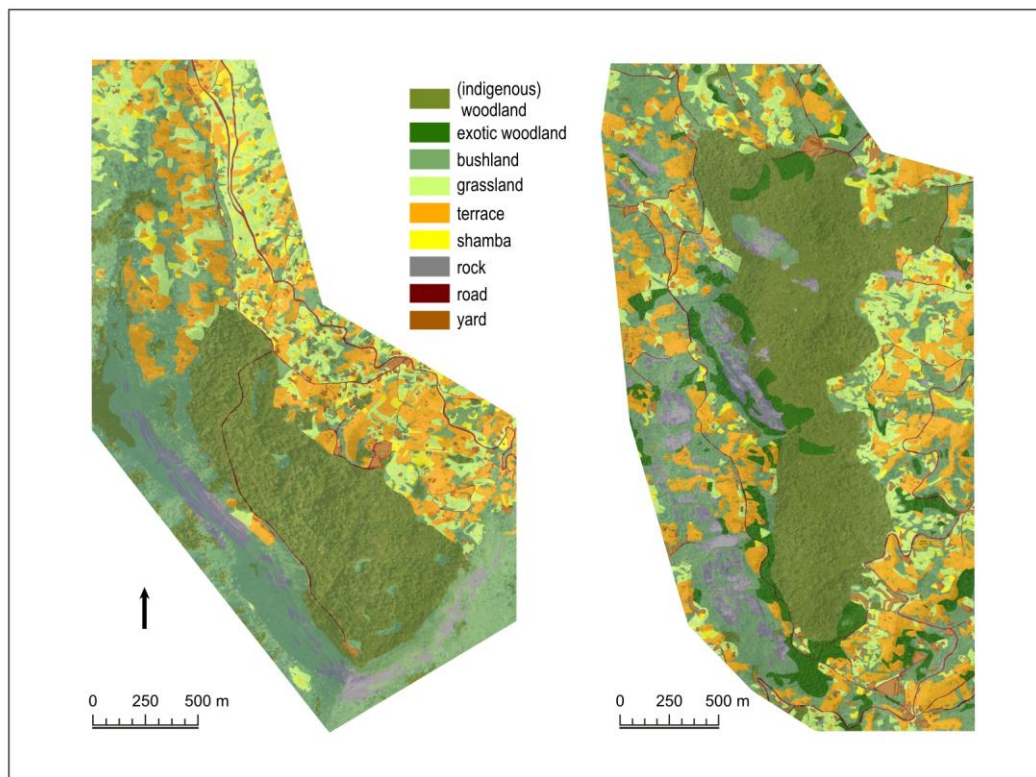 (indigenous)
woodland
exotic woodland
bushland
grassland
terrace
shamba
rock
road
yard
0 250 500 m
0 250 500 m